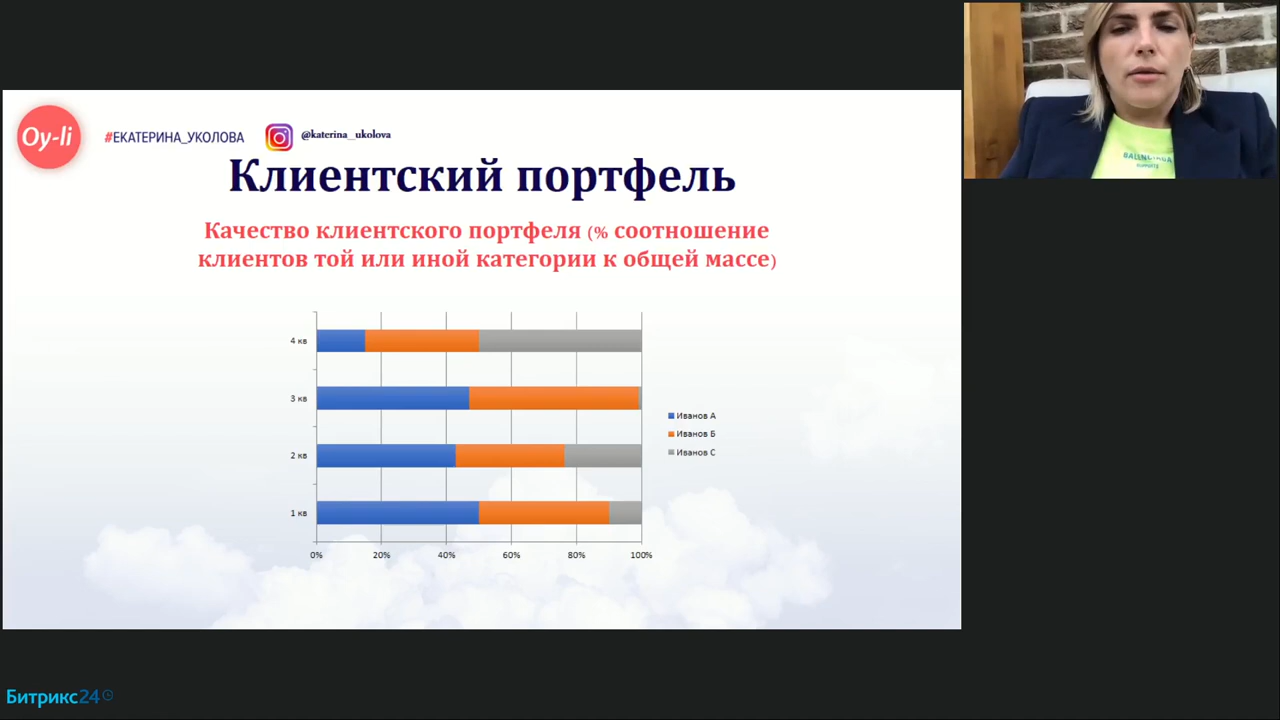 Oy-li
#ЕКАТЕРИНА_УКОЛОВА
@katerina_ukolova
Клиентский портфель
Качество клиентского портфеля (% соотношение
клиентов той или иной категории к общей массе)
4 кв
3 кв
2 кв
1 кв
0% 20% 40% 60% 80% 100%
Иванов А
Иванов Б
Иванов С
BALENCIAGA
Битрикс24